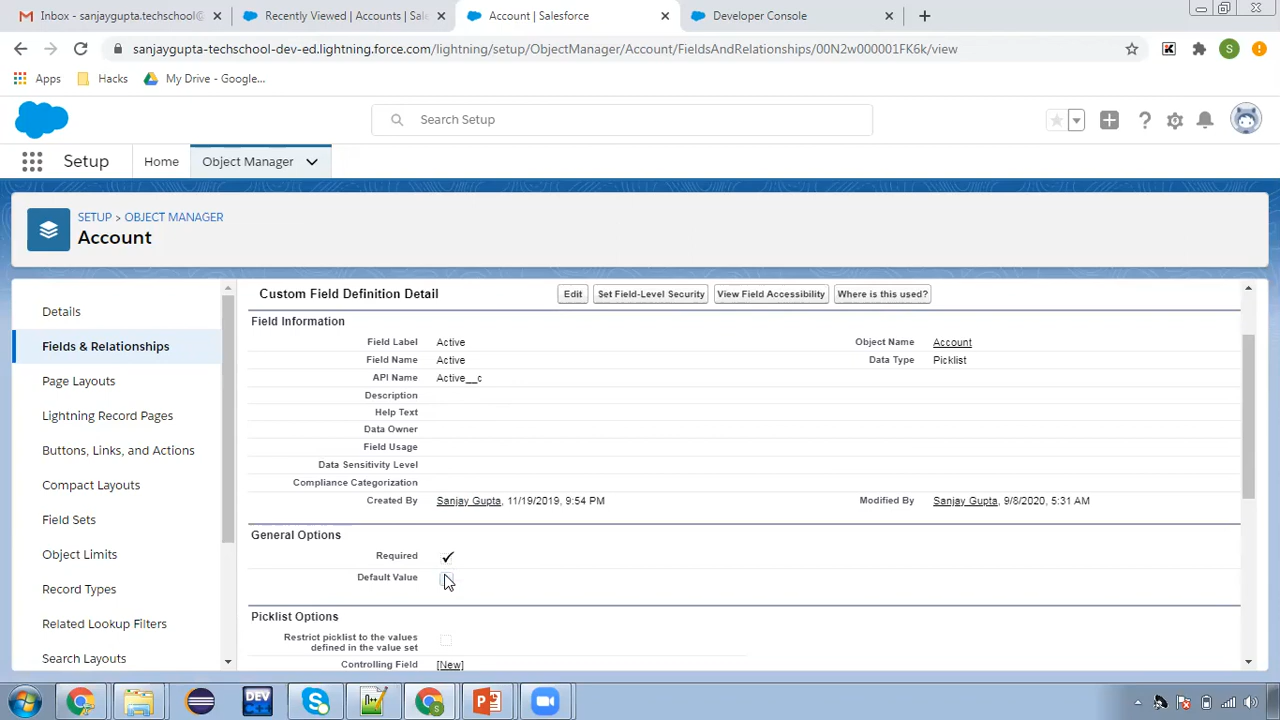 Inbox - sanjaygupta.techschool@
Recently Viewed | Accounts | Sale
Account | Salesforce
Developer Console
sanjaygupta-techschool-dev-ed.lightning.force.com/lightning/setup/ObjectManager/Account/FieldsAndRelationships/00N2w000001FK6k/view
S
Apps
Hacks
My Drive - Google...
Search Setup
Setup
Home
Object Manager
SETUP > OBJECT MANAGER
Account
Details
Fields & Relationships
Page Layouts
Lightning Record Pages
Buttons, Links, and Actions
Compact Layouts
Field Sets
Object Limits
Record Types
Related Lookup Filters
Search Layouts
Custom Field Definition Detail
Edit
Set Field-Level Security
View Field Accessibility
Where is this used?
Field Information
Field Label Active Object Name Account
Field Name Active Data Type Picklist
API Name Active__c
Description
Help Text
Data Owner
Field Usage
Data Sensitivity Level
Compliance Categorization
Created By Sanjay Gupta, 11/19/2019, 9:54 PM Modified By Sanjay Gupta, 9/8/2020, 5:31 AM
General Options
Required
Default Value
Picklist Options
Restrict picklist to the values
defined in the value set
Controlling Field [New]
DEV